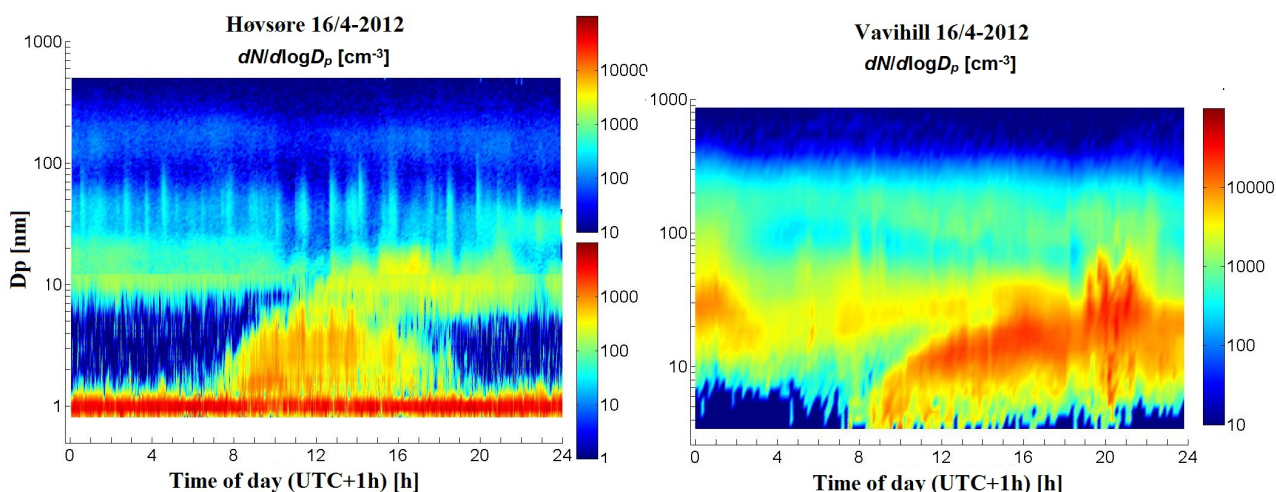 Høvsøre 16/4-2012
dN/dlogDp [cm-3]
1000
100
10
1
Dp [nm]
0 4 8 12 16 20 24
Time of day (UTC+1h) [h]
10000
1000
100
10
10000
1000
100
10
1
Vavihill 16/4-2012
dN/dlogDp [cm-3]
1000
100
10
0 4 8 12 16 20 24
Time of day (UTC+1h) [h]
10000
1000
100
10